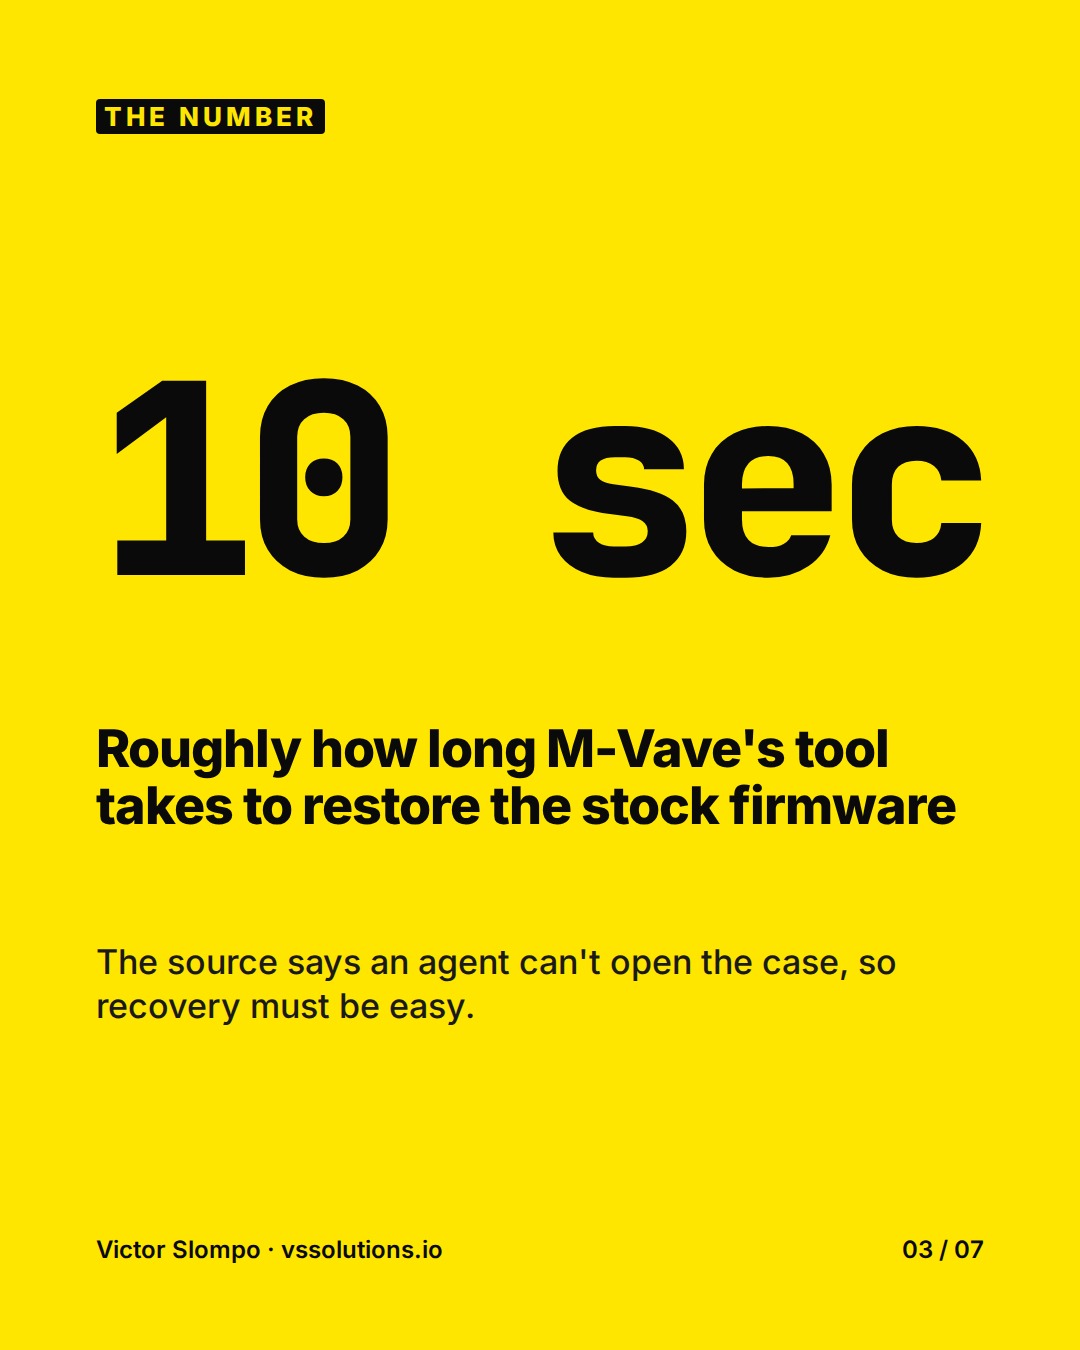 THE NUMBER
10 sec
Roughly how long M-Vave's tool
takes to restore the stock firmware
The source says an agent can't open the case, so
recovery must be easy.
Victor Slompo · vssolutions.io
03 / 07